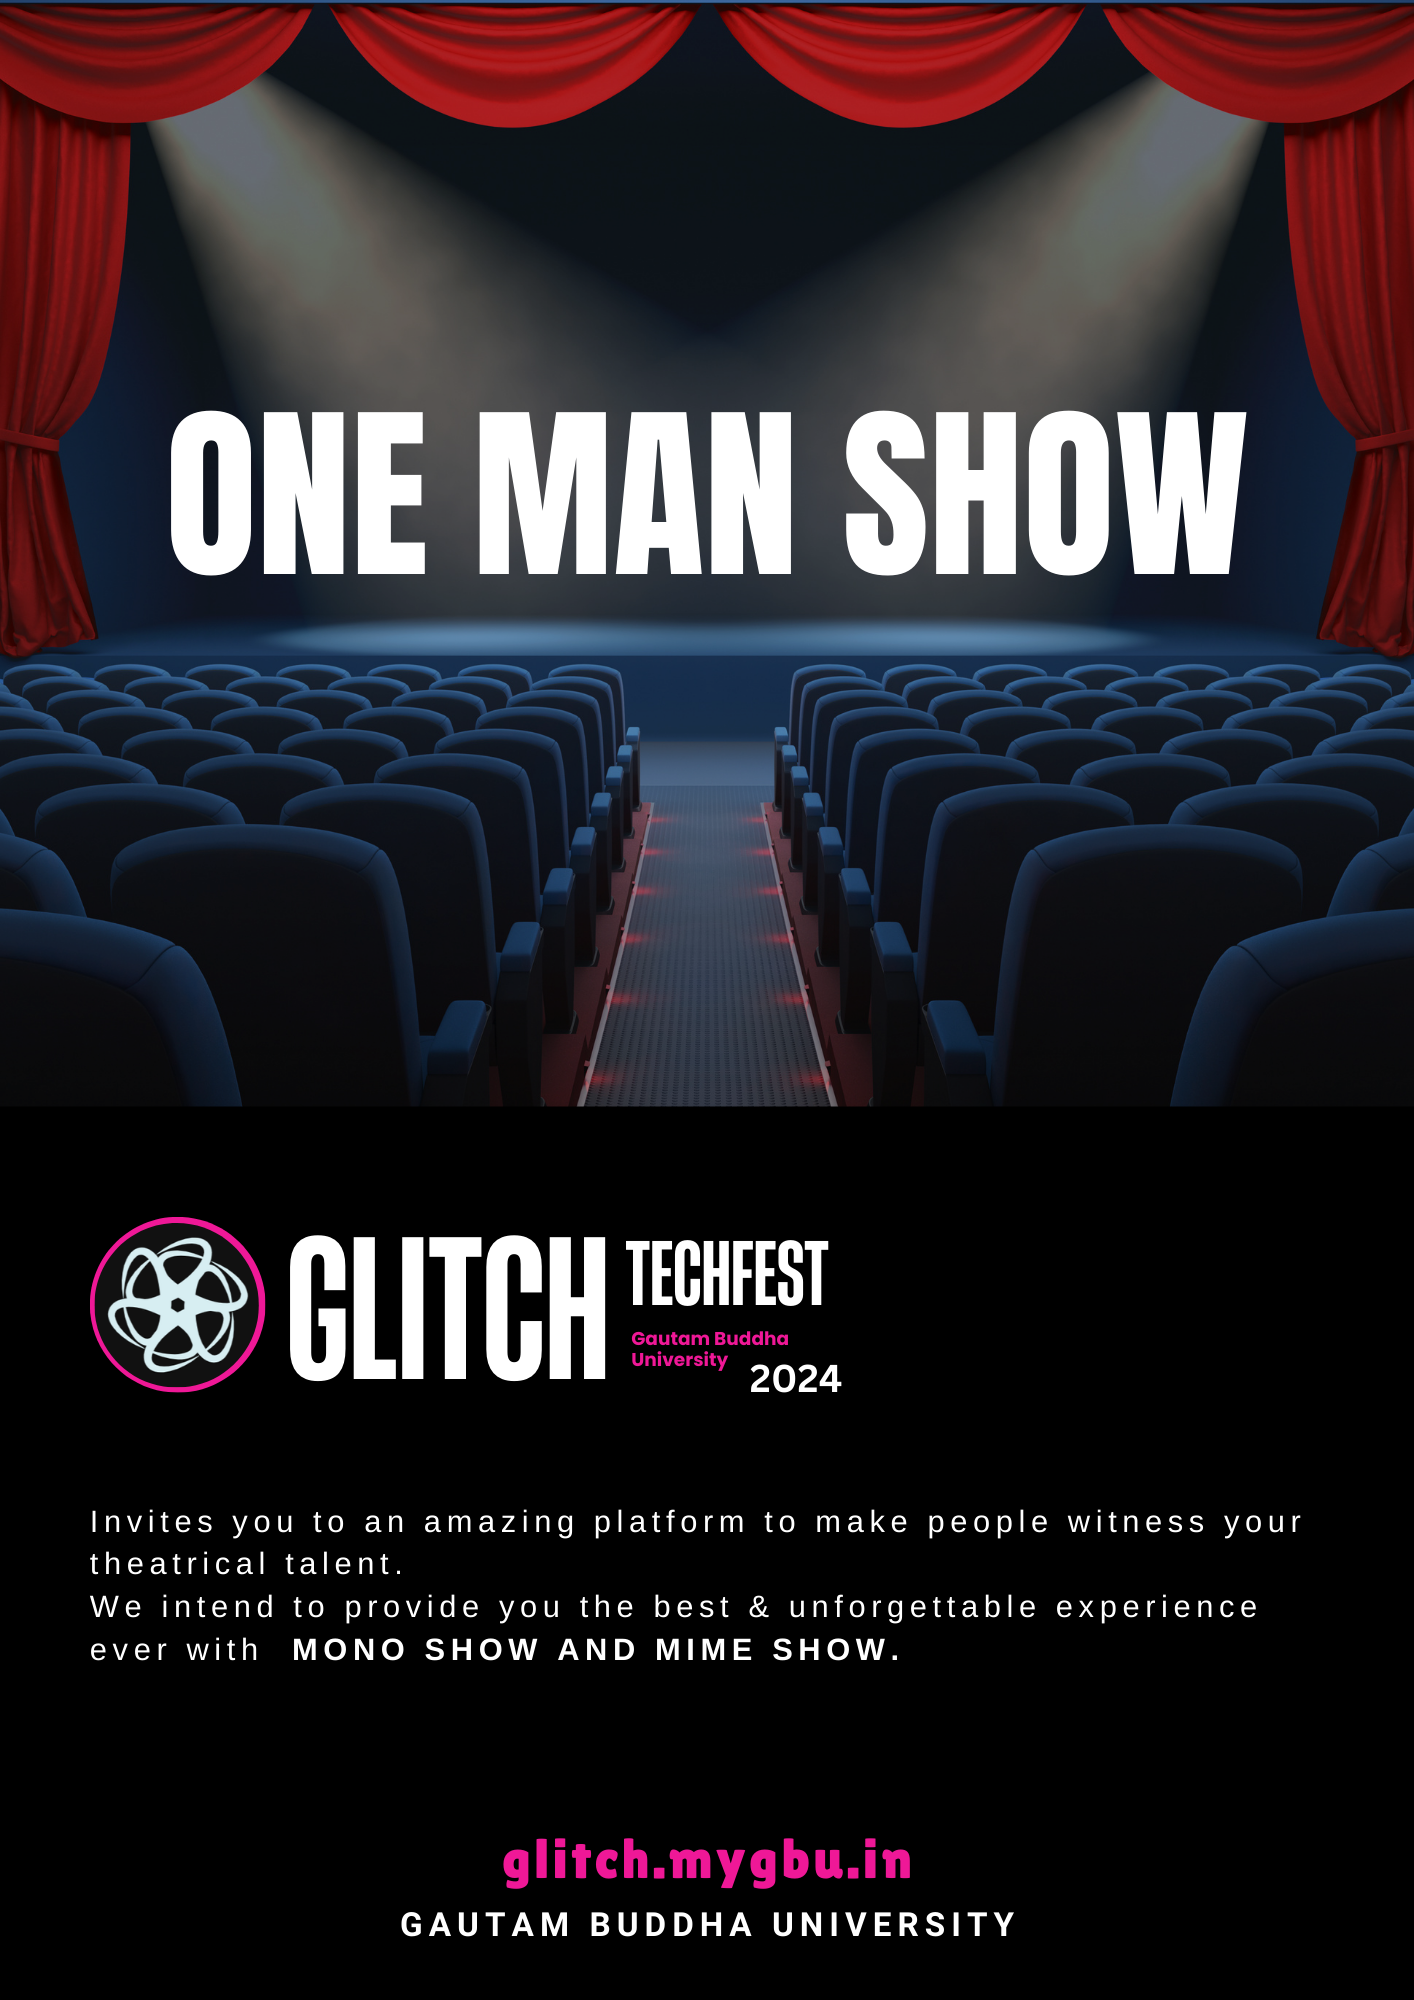 ONE MAN SHOW
GLITCH TECHFEST
Gautam Buddha
University
2024
Invites you to an amazing platform to make people witness your
theatrical talent.
We intend to provide you the best & unforgettable experience
ever with MONO SHOW AND MIME SHOW.
glitch.mygbu.in
GAUTAM BUDDHA UNIVERSITY